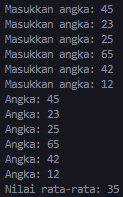 Masukkan angka: 45
Masukkan angka: 23
Masukkan angka: 25
Masukkan angka: 65
Masukkan angka: 42
Masukkan angka: 12
Angka: 45
Angka: 23
Angka: 25
Angka: 65
Angka: 42
Angka: 12
Nilai rata-rata: 35